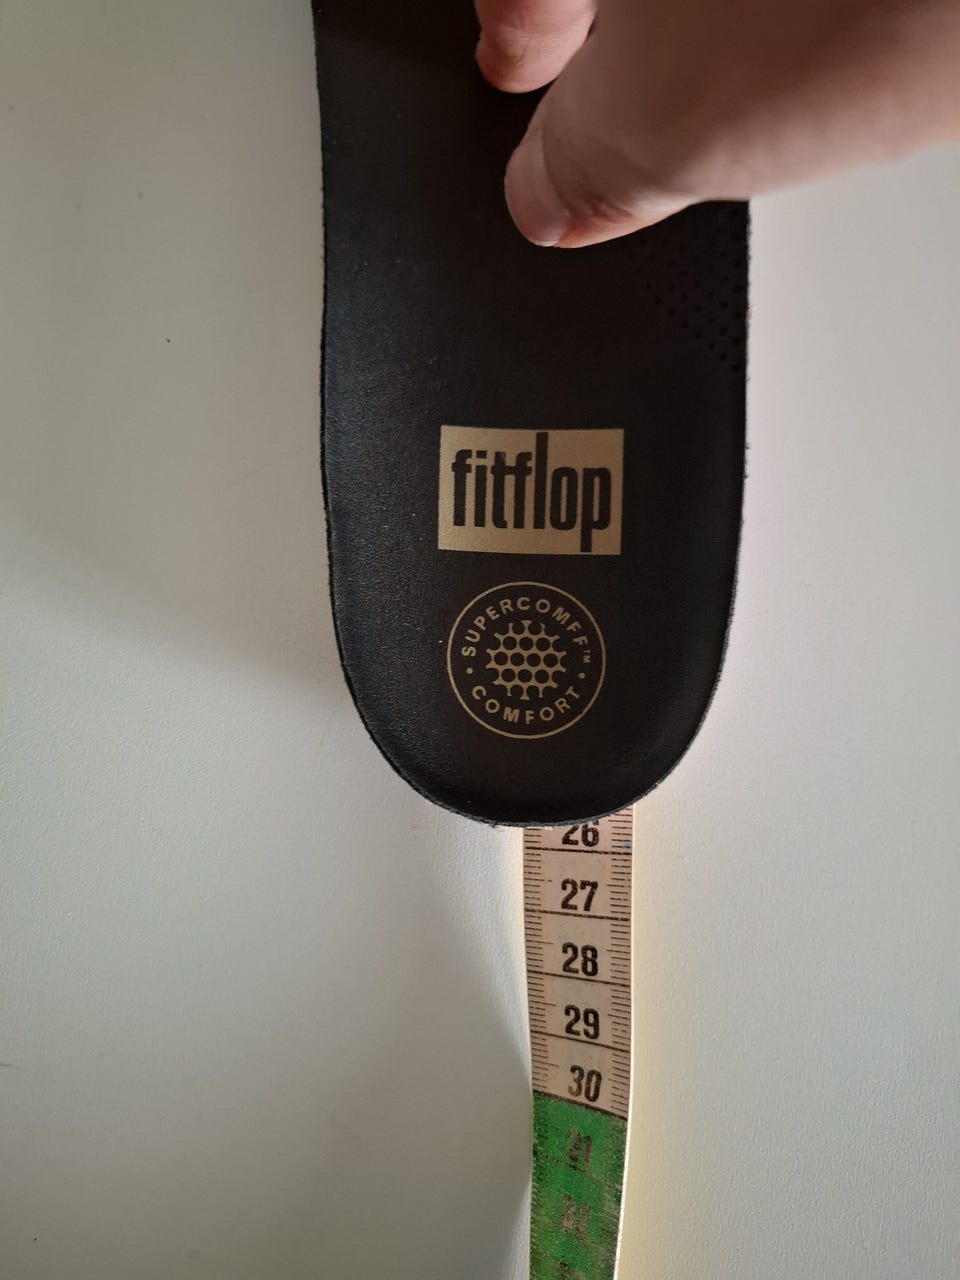 fitflop
SUPERCOMFF™
• COMFORT •
26
27
28
29
30